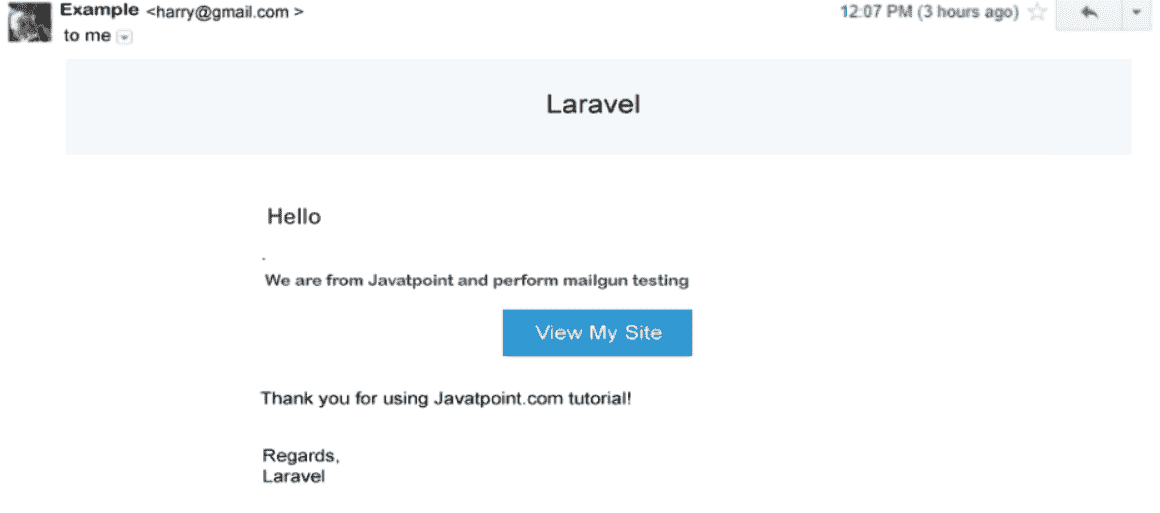 Example <harry@gmail.com >
12:07 PM (3 hours ago)
to me
Laravel
Hello
.
We are from Javatpoint and perform mailgun testing
View My Site
Thank you for using Javatpoint.com tutorial!
Regards,
Laravel